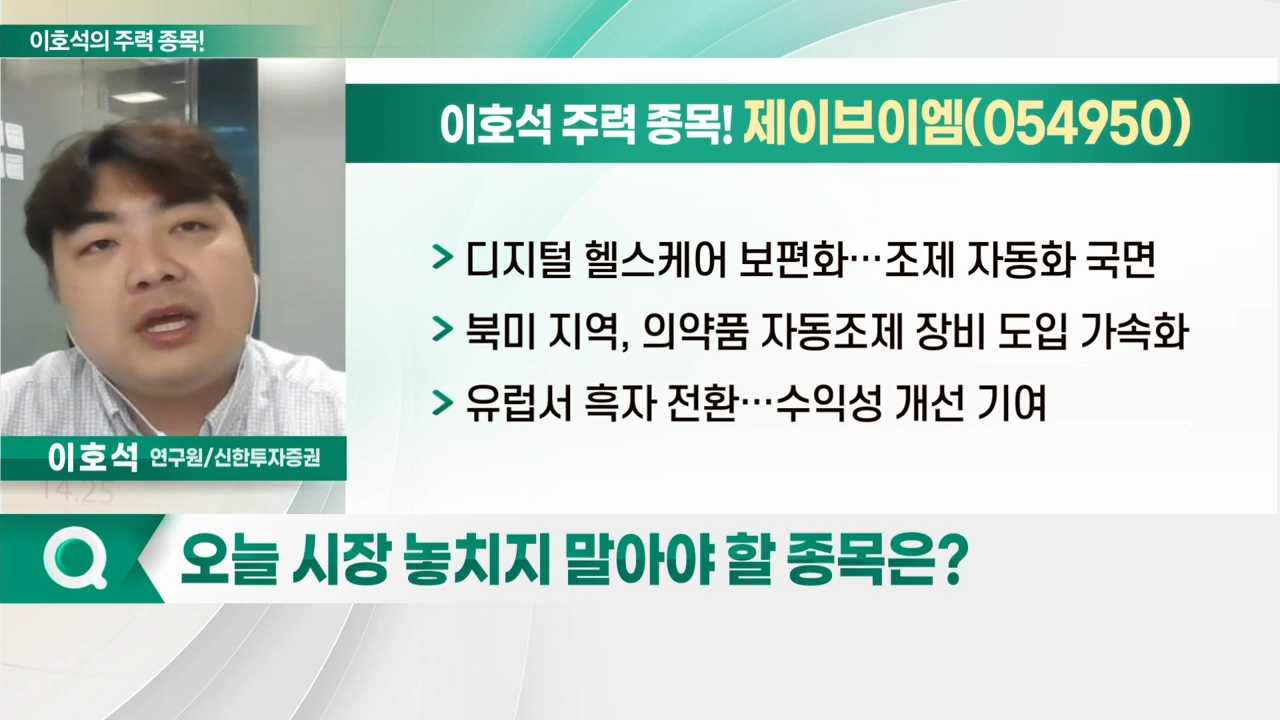 이호석의 주력 종목!
이호석 주력 종목! 제이브이엠(054950)
> 디지털 헬스케어 보편화…조제 자동화 국면
> 북미 지역, 의약품 자동조제 장비 도입 가속화
> 유럽서 흑자 전환…수익성 개선 기여
이호석 연구원/신한투자증권
14:25
Q 오늘 시장 놓치지 말아야 할 종목은?